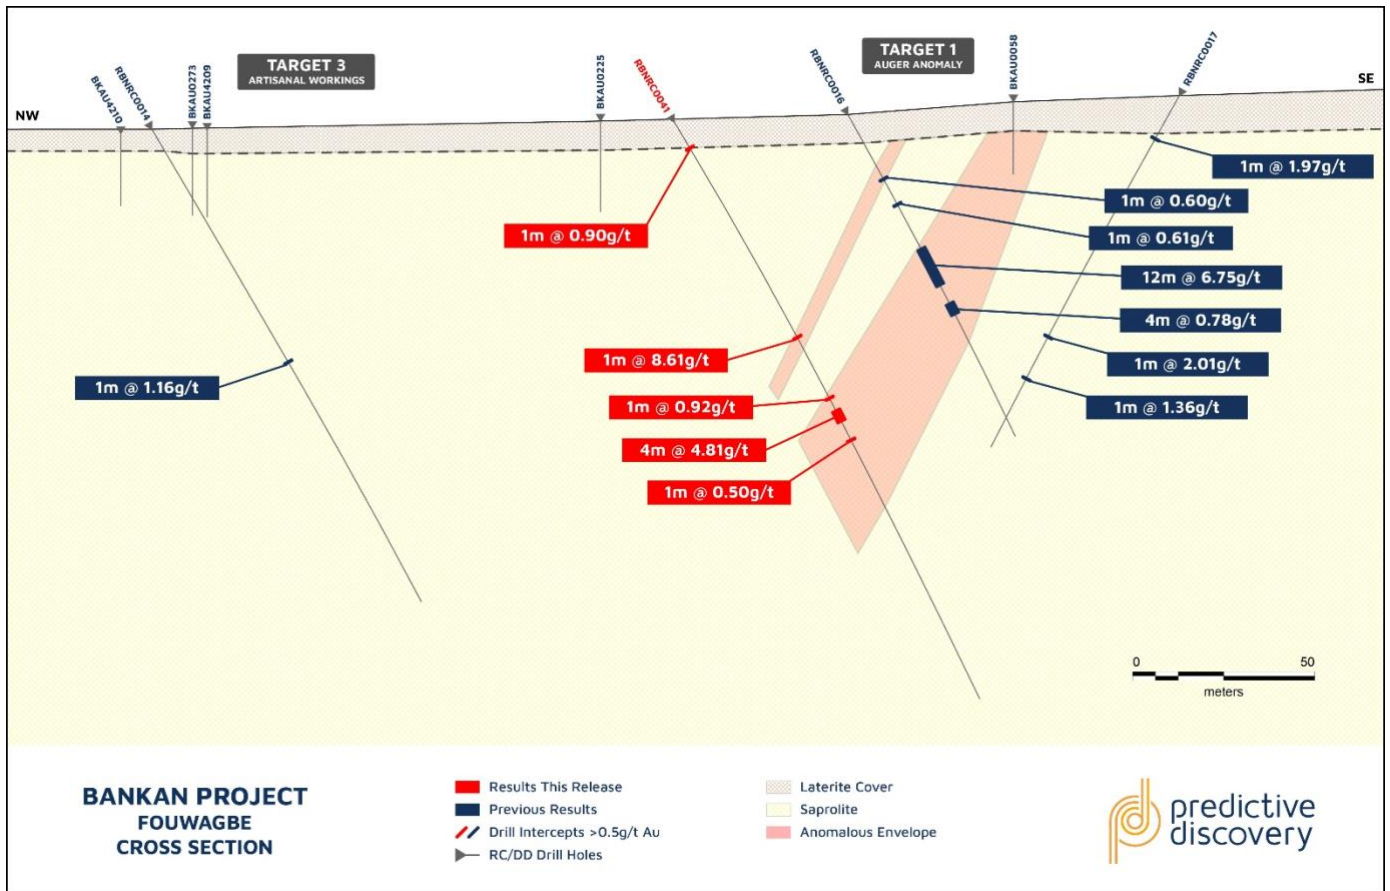 NW
SE
TARGET 3
ARTISANAL WORKINGS
TARGET 1
AUGER ANOMALY
BKAU4210
RBNRC0014
BKAU0273
BKAU4209
BKAU0225
RBNRC0041
RBNRC0016
BKAU0058
RBNRC0017
1m @ 1.97g/t
1m @ 0.60g/t
1m @ 0.90g/t
1m @ 0.61g/t
12m @ 6.75g/t
4m @ 0.78g/t
1m @ 8.61g/t
1m @ 2.01g/t
1m @ 1.16g/t
1m @ 0.92g/t
1m @ 1.36g/t
4m @ 4.81g/t
1m @ 0.50g/t
0 50
meters
BANKAN PROJECT
FOUWAGBE
CROSS SECTION
Results This Release
Previous Results
Drill Intercepts >0.5g/t Au
RC/DD Drill Holes
Laterite Cover
Saprolite
Anomalous Envelope
predictive
discovery